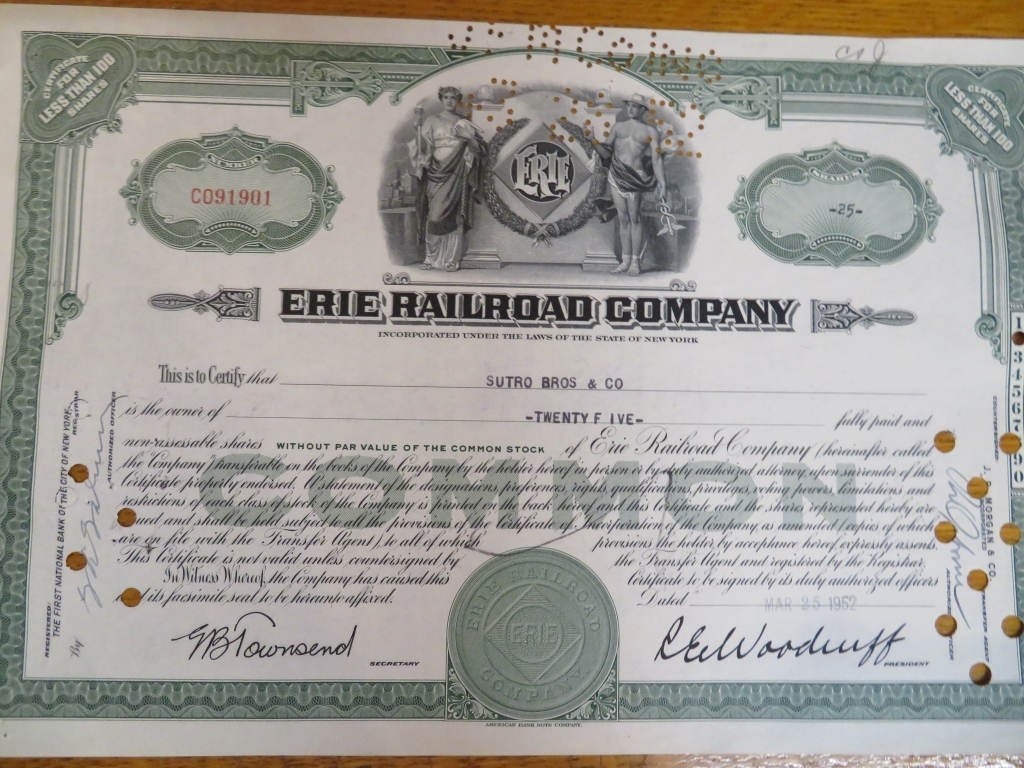 CERTIFICATE
FOR
LESS THAN 100
SHARES
CERTIFICATE
FOR
LESS THAN 100
SHARES
NUMBER
CO91901
ERIE
SHARES
-25-
ERIE RAILROAD COMPANY
INCORPORATED UNDER THE LAWS OF THE STATE OF NEW YORK
This is to Certify that SUTRO BROS & CO
is the owner of -TWENTY FIVE- fully paid and
non-assessable shares WITHOUT PAR VALUE OF THE COMMON STOCK of Erie Railroad Company (hereinafter called
the Company) transferable on the books of the Company by the holder hereof in person or by duly authorized attorney, upon surrender of this
Certificate properly endorsed. A statement of the designations, preferences, rights, qualifications, privileges, voting powers, limitations and
restrictions of each class of stock of the Company is printed on the back hereof and this Certificate and the shares represented hereby are
issued and shall be held subject to all the provisions of the Certificate of Incorporation of the Company as amended (copies of which
are on file with the Transfer Agent), to all of which provisions the holder, by acceptance hereof, expressly assents.
This Certificate is not valid unless countersigned by the Transfer Agent and registered by the Registrar.
In Witness Whereof, the Company has caused this Certificate to be signed by its duly authorized officers
and its facsimile seal to be hereunto affixed. Dated MAR 25 1952
COMMON
ERIE RAILROAD
ERIE
COMPANY
G B Townsend
SECRETARY
R E Woodruff
PRESIDENT
AMERICAN BANK NOTE COMPANY.
REGISTERED:
THE FIRST NATIONAL BANK OF THE CITY OF NEW YORK,
REGISTRAR
By
AUTHORIZED OFFICER
COUNTERSIGNED:
J. P. MORGAN & CO.